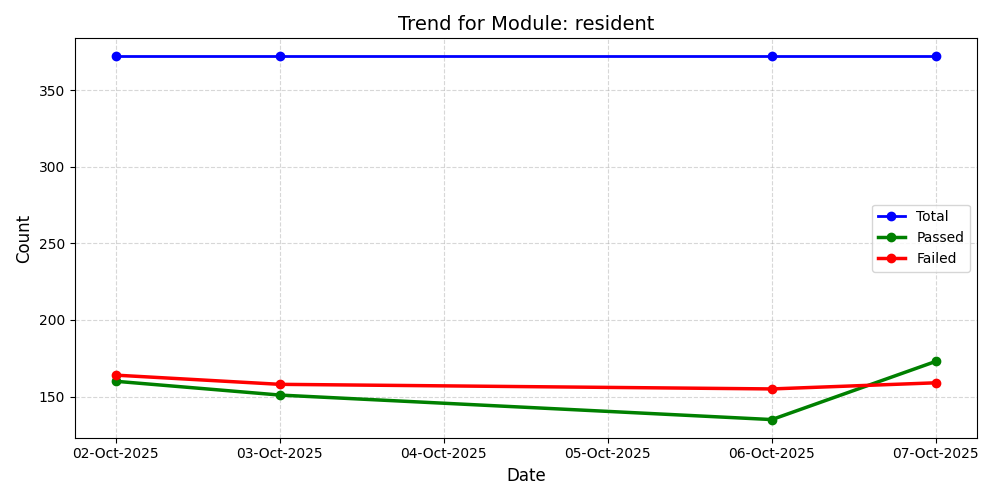 Trend for Module: resident
350
300
250
200
150
Count
Total
Passed
Failed
02-Oct-2025
03-Oct-2025
04-Oct-2025
05-Oct-2025
06-Oct-2025
07-Oct-2025
Date